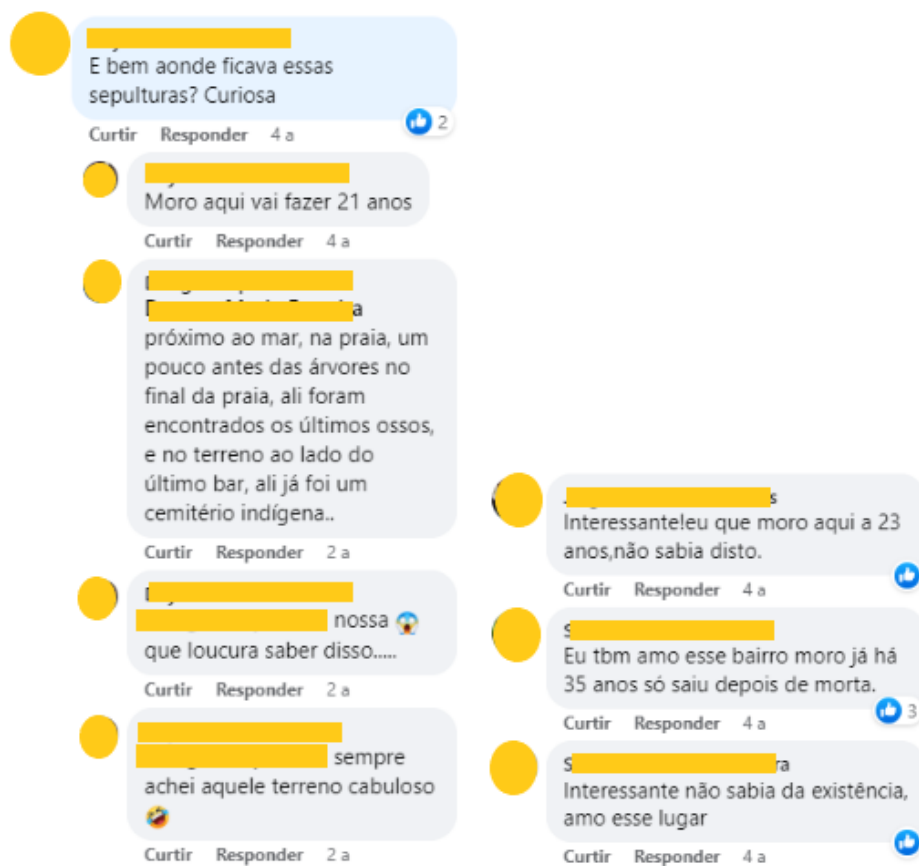 E bem aonde ficava essas
sepulturas? Curiosa
2
Curtir Responder 4 a
Moro aqui vai fazer 21 anos
Curtir Responder 4 a
a
próximo ao mar, na praia, um
pouco antes das árvores no
final da praia, ali foram
encontrados os últimos ossos,
e no terreno ao lado do
último bar, ali já foi um
cemitério indígena..
Curtir Responder 2 a
nossa 😱
que loucura saber disso.....
Curtir Responder 2 a
sempre
achei aquele terreno cabuloso
🤣
Curtir Responder 2 a
s
Interessante!eu que moro aqui a 23
anos,não sabia disto.
Curtir Responder 4 a
S
Eu tbm amo esse bairro moro já há
35 anos só saiu depois de morta.
3
Curtir Responder 4 a
S ra
Interessante não sabia da existência,
amo esse lugar
Curtir Responder 4 a